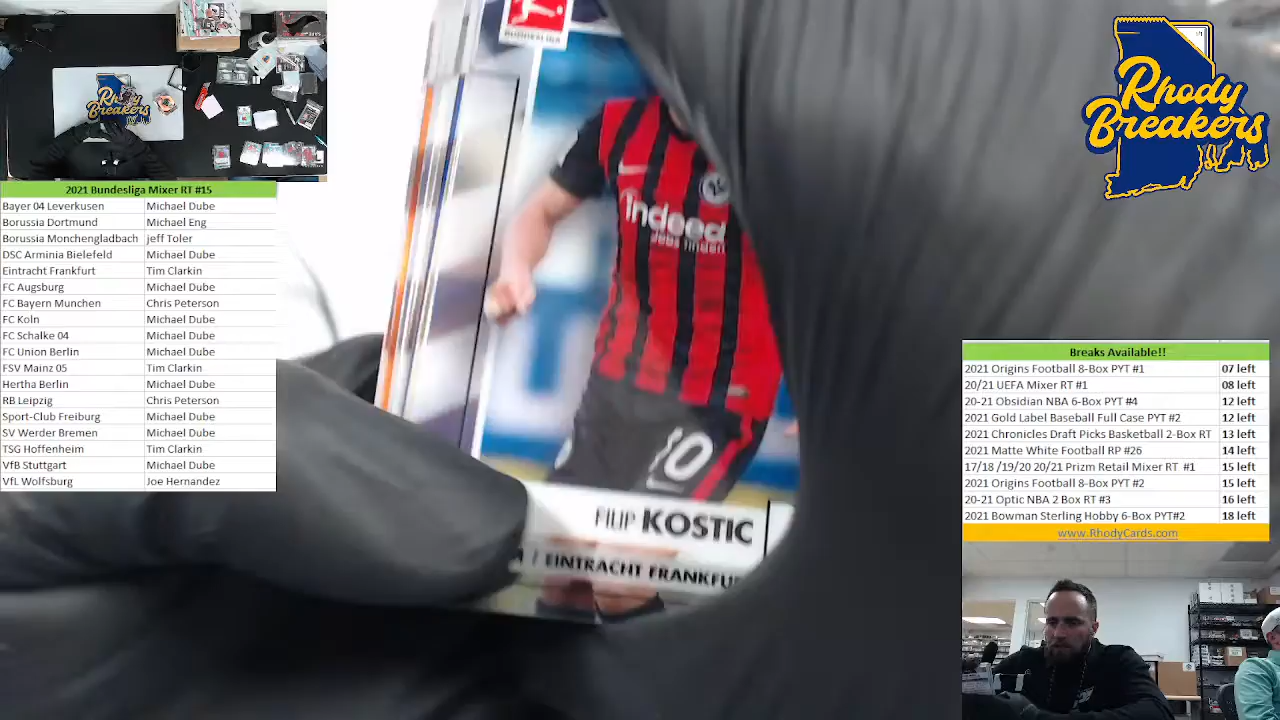 BUNDESLIGA
indeed
Jobs finden
10
FILIP KOSTIC
/ EINTRACHT FRANKFU
Rhody
Breakers
Rhody
Breakers
2021 Bundesliga Mixer RT #15
Bayer 04 Leverkusen Michael Dube
Borussia Dortmund Michael Eng
Borussia Monchengladbach jeff Toler
DSC Arminia Bielefeld Michael Dube
Eintracht Frankfurt Tim Clarkin
FC Augsburg Michael Dube
FC Bayern Munchen Chris Peterson
FC Koln Michael Dube
FC Schalke 04 Michael Dube
FC Union Berlin Michael Dube
FSV Mainz 05 Tim Clarkin
Hertha Berlin Michael Dube
RB Leipzig Chris Peterson
Sport-Club Freiburg Michael Dube
SV Werder Bremen Michael Dube
TSG Hoffenheim Tim Clarkin
VfB Stuttgart Michael Dube
VfL Wolfsburg Joe Hernandez
Breaks Available!!
2021 Origins Football 8-Box PYT #1 07 left
20/21 UEFA Mixer RT #1 08 left
20-21 Obsidian NBA 6-Box PYT #4 12 left
2021 Gold Label Baseball Full Case PYT #2 12 left
2021 Chronicles Draft Picks Basketball 2-Box RT 13 left
2021 Matte White Football RP #26 14 left
17/18 /19/20 20/21 Prizm Retail Mixer RT #1 15 left
2021 Origins Football 8-Box PYT #2 15 left
20-21 Optic NBA 2 Box RT #3 16 left
2021 Bowman Sterling Hobby 6-Box PYT#2 18 left
www.RhodyCards.com